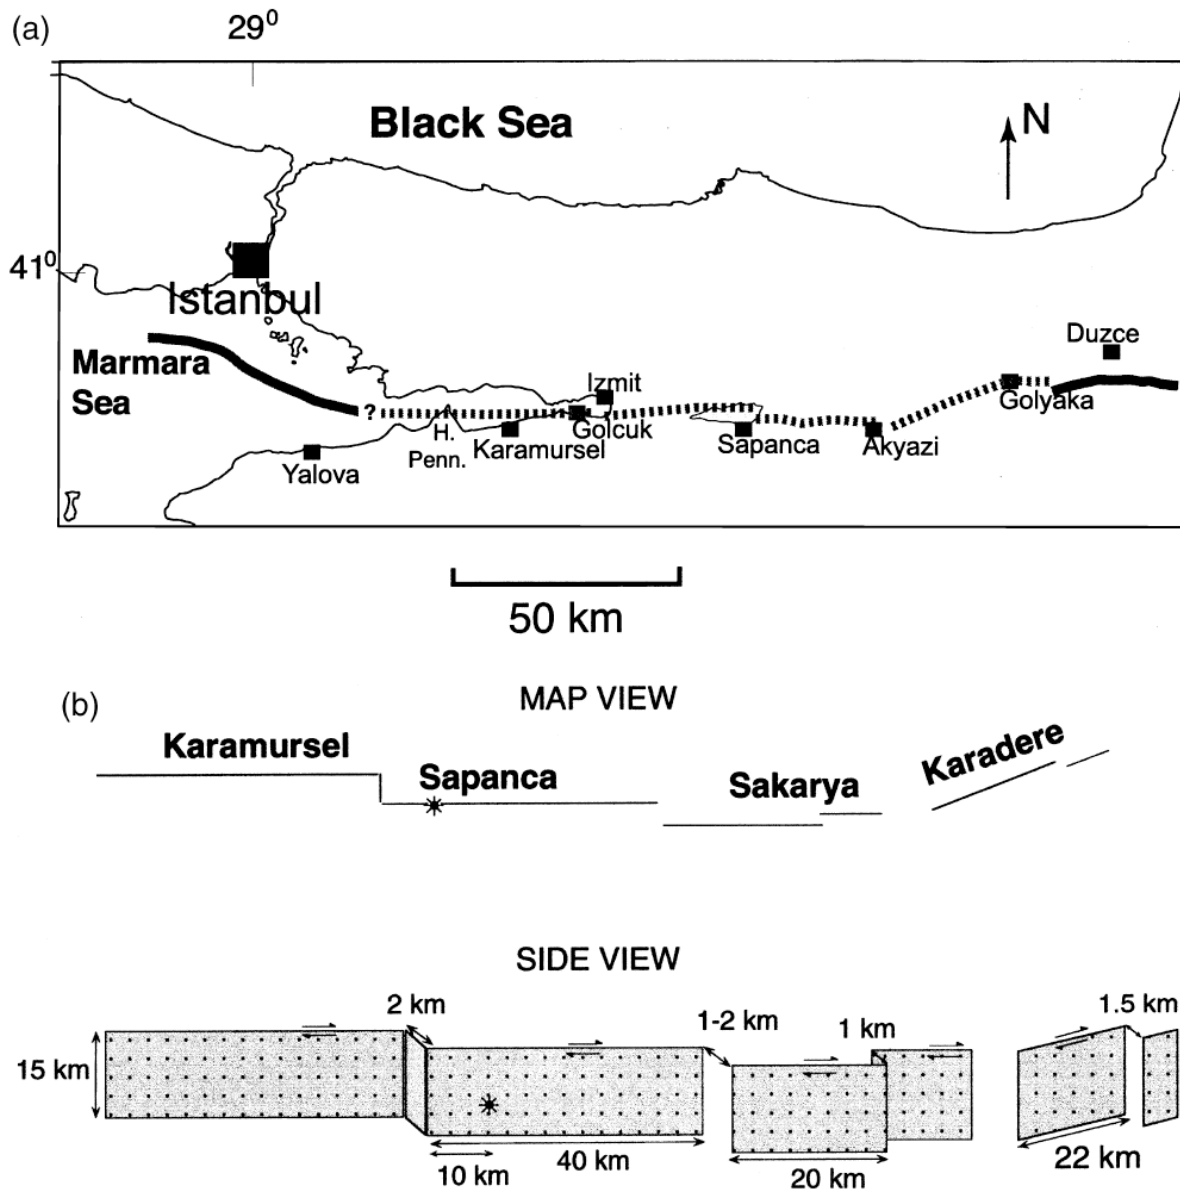 (a)
29⁰
Black Sea
N
41⁰
Istanbul
Marmara
Sea
Duzce
Izmit
?
Golyaka
H.
Penn.
Karamursel
Golcuk
Sapanca
Akyazi
Yalova
50 km
(b)
MAP VIEW
Karamursel
Sapanca
Sakarya
Karadere
SIDE VIEW
2 km
1-2 km
1 km
1.5 km
15 km
10 km
40 km
20 km
22 km